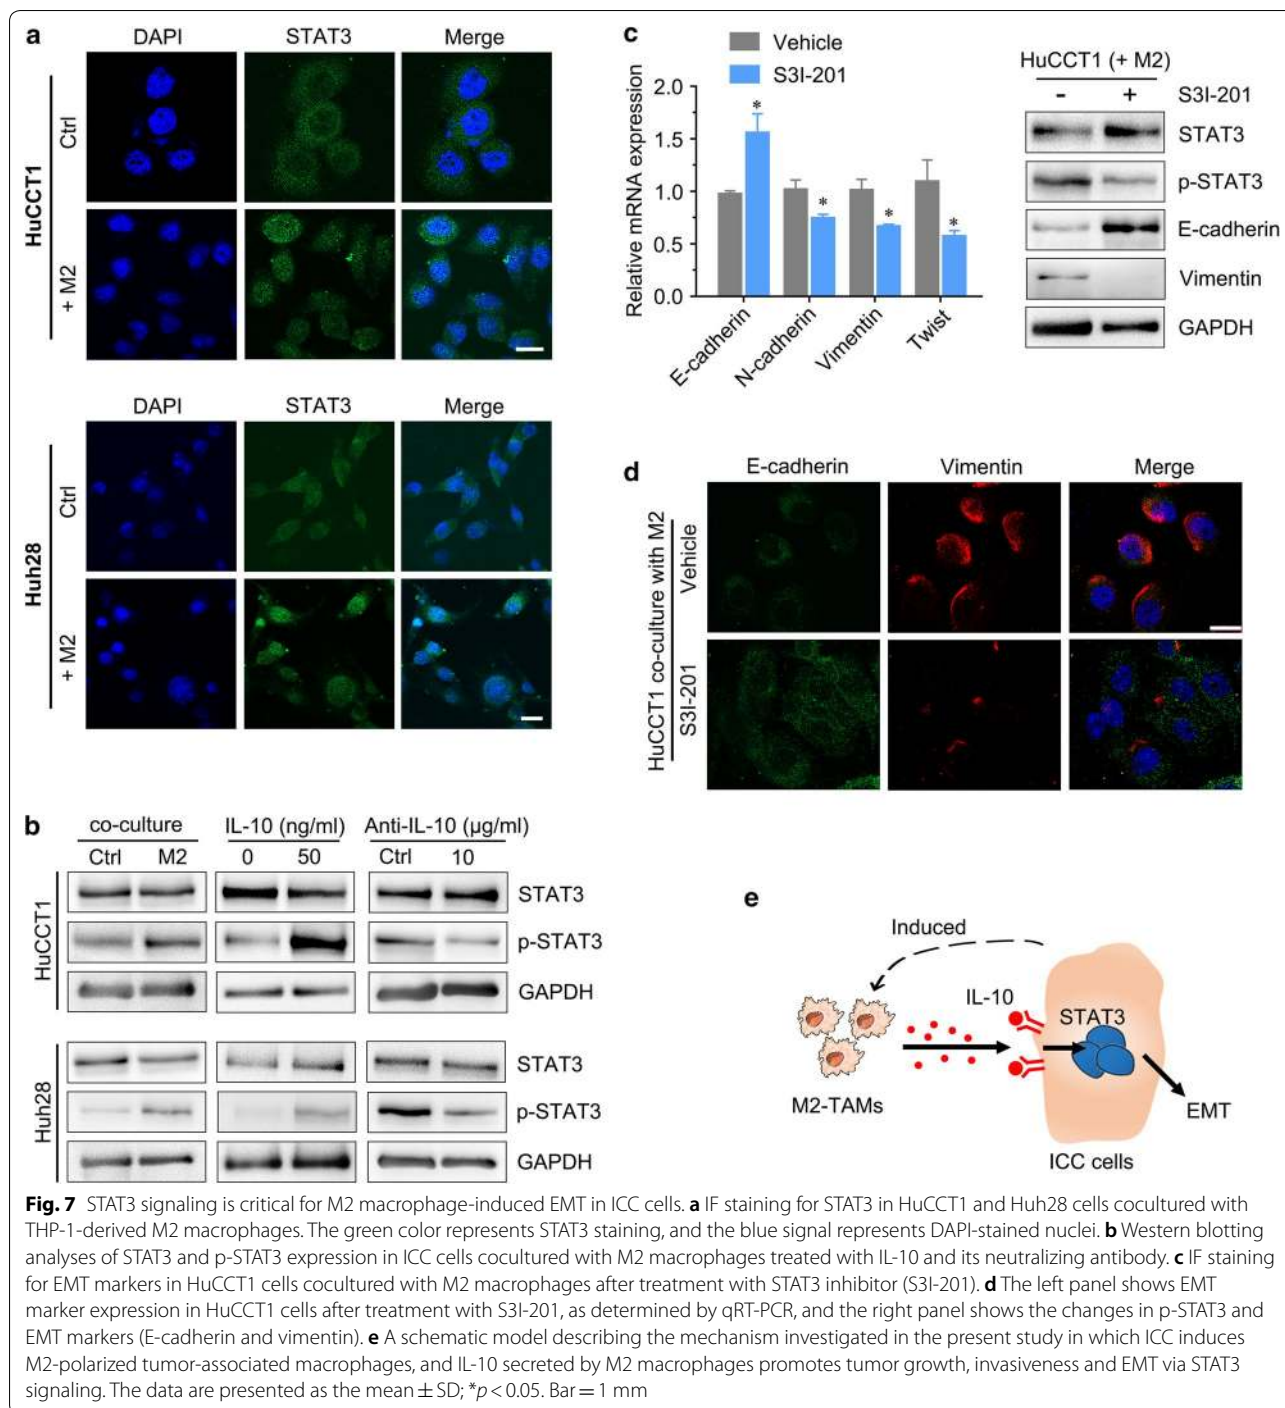 a
DAPI STAT3 Merge
HuCCT1
Ctrl
+ M2
DAPI STAT3 Merge
Huh28
Ctrl
+ M2
b
co-culture IL-10 (ng/ml) Anti-IL-10 (µg/ml)
Ctrl M2 0 50 Ctrl 10
HuCCT1
STAT3
p-STAT3
GAPDH
Huh28
STAT3
p-STAT3
GAPDH
c
Vehicle
S3I-201
Relative mRNA expression
2.0
1.5
1.0
0.5
0.0
* * * *
E-cadherin N-cadherin Vimentin Twist
HuCCT1 (+ M2)
- + S3I-201
STAT3
p-STAT3
E-cadherin
Vimentin
GAPDH
d
E-cadherin Vimentin Merge
HuCCT1 co-culture with M2
Vehicle
S3I-201
e
Induced
IL-10
STAT3
M2-TAMs
EMT
ICC cells
Fig. 7 STAT3 signaling is critical for M2 macrophage-induced EMT in ICC cells. a IF staining for STAT3 in HuCCT1 and Huh28 cells cocultured with
THP-1-derived M2 macrophages. The green color represents STAT3 staining, and the blue signal represents DAPI-stained nuclei. b Western blotting
analyses of STAT3 and p-STAT3 expression in ICC cells cocultured with M2 macrophages treated with IL-10 and its neutralizing antibody. c IF staining
for EMT markers in HuCCT1 cells cocultured with M2 macrophages after treatment with STAT3 inhibitor (S3I-201). d The left panel shows EMT
marker expression in HuCCT1 cells after treatment with S3I-201, as determined by qRT-PCR, and the right panel shows the changes in p-STAT3 and
EMT markers (E-cadherin and vimentin). e A schematic model describing the mechanism investigated in the present study in which ICC induces
M2-polarized tumor-associated macrophages, and IL-10 secreted by M2 macrophages promotes tumor growth, invasiveness and EMT via STAT3
signaling. The data are presented as the mean ± SD; *p < 0.05. Bar = 1 mm